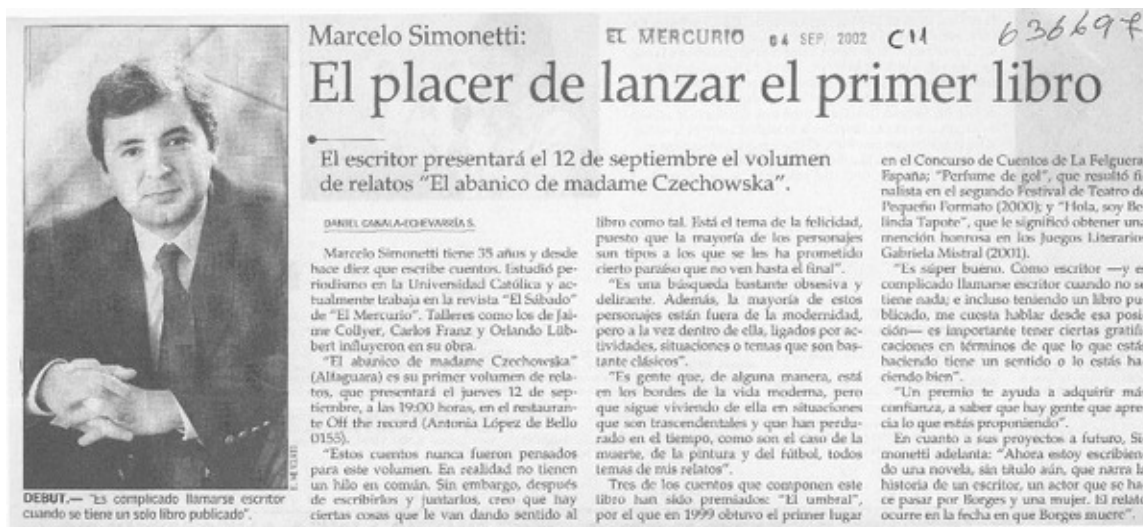 Marcelo Simonetti:
EL MERCURIO 04 SEP. 2002 C11 636697
El placer de lanzar el primer libro
El escritor presentará el 12 de septiembre el volumen
de relatos "El abanico de madame Czechowska".
DANIEL CANALA-ECHEVARRÍA S.
Marcelo Simonetti tiene 35 años y desde
hace diez que escribe cuentos. Estudió pe-
riodismo en la Universidad Católica y ac-
tualmente trabaja en la revista "El Sábado"
de "El Mercurio". Talleres como los de Jai-
me Collyer, Carlos Franz y Orlando Lüb-
bert influyeron en su obra.
"El abanico de madame Czechowska"
(Alfaguara) es su primer volumen de rela-
tos, que presentará el jueves 12 de sep-
tiembre, a las 19:00 horas, en el restauran-
te Off the record (Antonia López de Bello
0155).
"Estos cuentos nunca fueron pensados
para este volumen. En realidad no tienen
un hilo en común. Sin embargo, después
de escribirlos y juntarlos, creo que hay
ciertas cosas que le van dando sentido al
libro como tal. Está el tema de la felicidad,
puesto que la mayoría de los personajes
sun tipos a los que se les ha prometido
cierto paraíso que no ven hasta el final".
"Es una búsqueda bastante obsesiva y
delirante. Además, la mayoría de estos
personajes están fuera de la modernidad,
pero a la vez dentro de ella, ligados por ac-
tividades, situaciones o temas que son bas-
tante clásicos".
"Es gente que, de alguna manera, está
en los bordes de la vida moderna, pero
que sigue viviendo de ella en situaciones
que son trascendentales y que han perdu-
rado en el tiempo, como son el caso de la
muerte, de la pintura y del fútbol, todos
temas de mis relatos".
Tres de los cuentos que componen este
libro han sido premiados: "El umbral",
por el que en 1999 obtuvo el primer lugar
en el Concurso de Cuentos de La Felguera
España; "Perfume de gol", que resultó fi
nalista en el segundo Festival de Teatro de
Pequeño Formato (2000); y "Hola, soy Be
linda Tapote", que le significó obtener una
mención honrosa en los Juegos Literario
Gabriela Mistral (2001).
"Es súper bueno. Como escritor —y e
complicado llamarse escritor cuando no s
tiene nada; e incluso teniendo un libro pu
blicado, me cuesta hablar desde esa posi
ción— es importante tener ciertas gratifi
caciones en términos de que lo que está
haciendo tiene un sentido o lo estás ha
ciendo bien".
"Un premio te ayuda a adquirir má
confianza, a saber que hay gente que apre
cia lo que estás proponiendo".
En cuanto a sus proyectos a futuro, Si
monetti adelanta: "Ahora estoy escribien
do una novela, sin título aún, que narra l
historia de un escritor, un actor que se ha
ce pasar por Borges y una mujer. El relato
ocurre en la fecha en que Borges muere".
EL MERCURIO
DEBUT.— "Es complicado llamarse escritor
cuando se tiene un solo libro publicado".